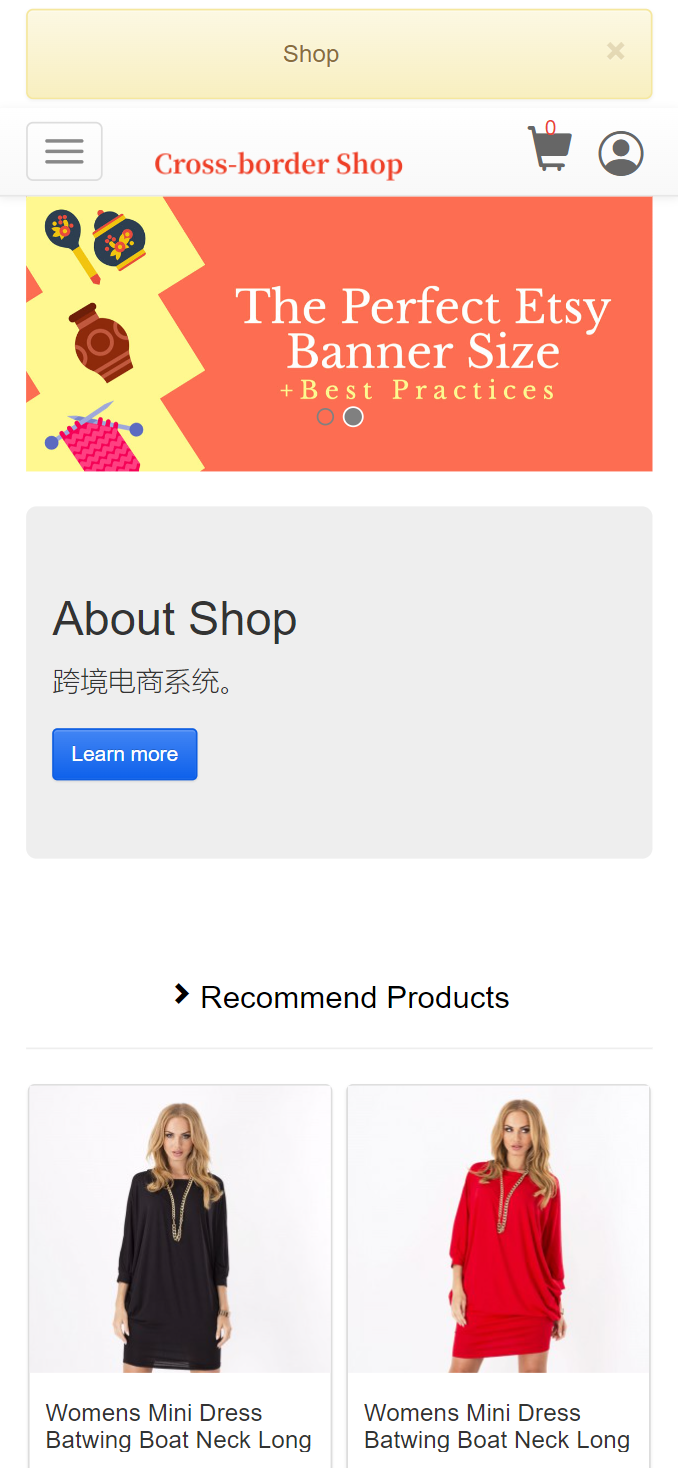 Shop
×
0
Cross-border Shop
The Perfect Etsy
Banner Size
+Best Practices
About Shop
跨境电商系统。
Learn more
Recommend Products
Womens Mini Dress
Batwing Boat Neck Long
Womens Mini Dress
Batwing Boat Neck Long